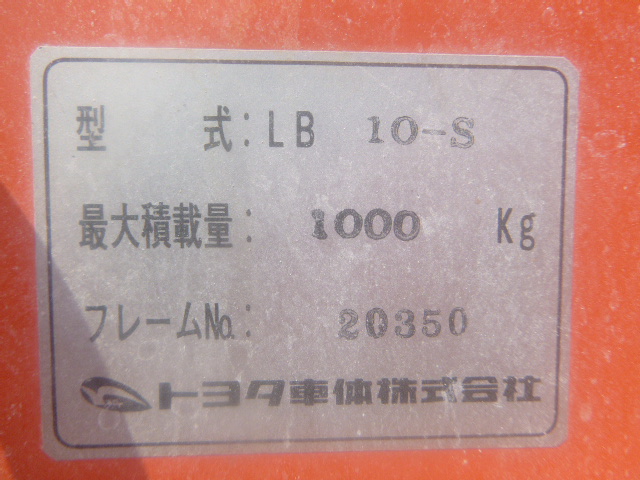 型 式:LB 10-S
最大積載量: 1000 Kg
フレームNo.: 20350
トヨタ車体株式会社